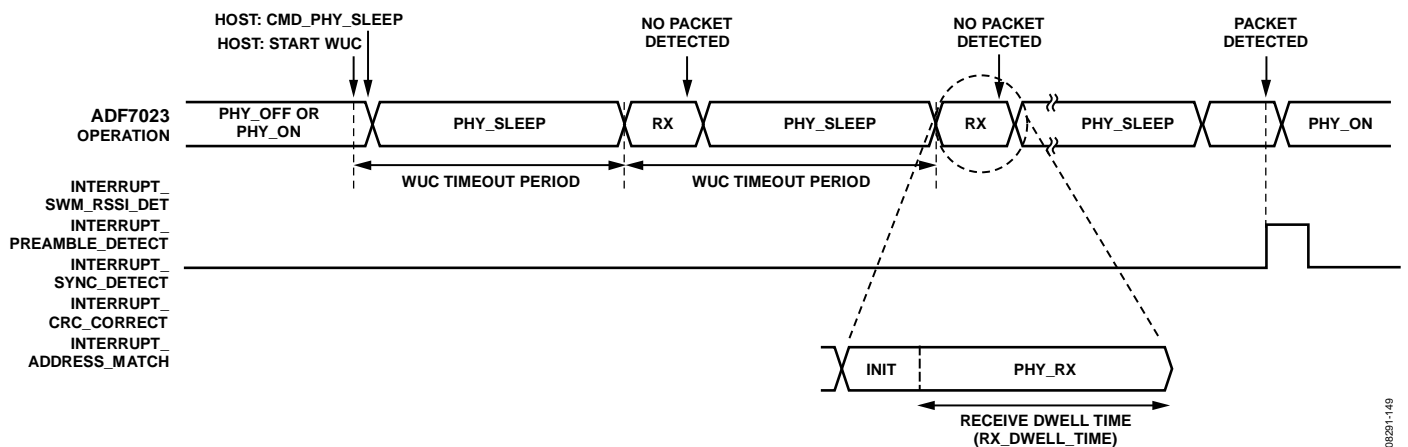 HOST: CMD_PHY_SLEEP
HOST: START WUC
NO PACKET
DETECTED
NO PACKET
DETECTED
PACKET
DETECTED
ADF7023
OPERATION
PHY_OFF OR
PHY_ON
PHY_SLEEP
RX
PHY_SLEEP
RX
PHY_SLEEP
PHY_ON
WUC TIMEOUT PERIOD
WUC TIMEOUT PERIOD
INTERRUPT_
SWM_RSSI_DET
INTERRUPT_
PREAMBLE_DETECT
INTERRUPT_
SYNC_DETECT
INTERRUPT_
CRC_CORRECT
INTERRUPT_
ADDRESS_MATCH
INIT
PHY_RX
RECEIVE DWELL TIME
(RX_DWELL_TIME)
08291-149